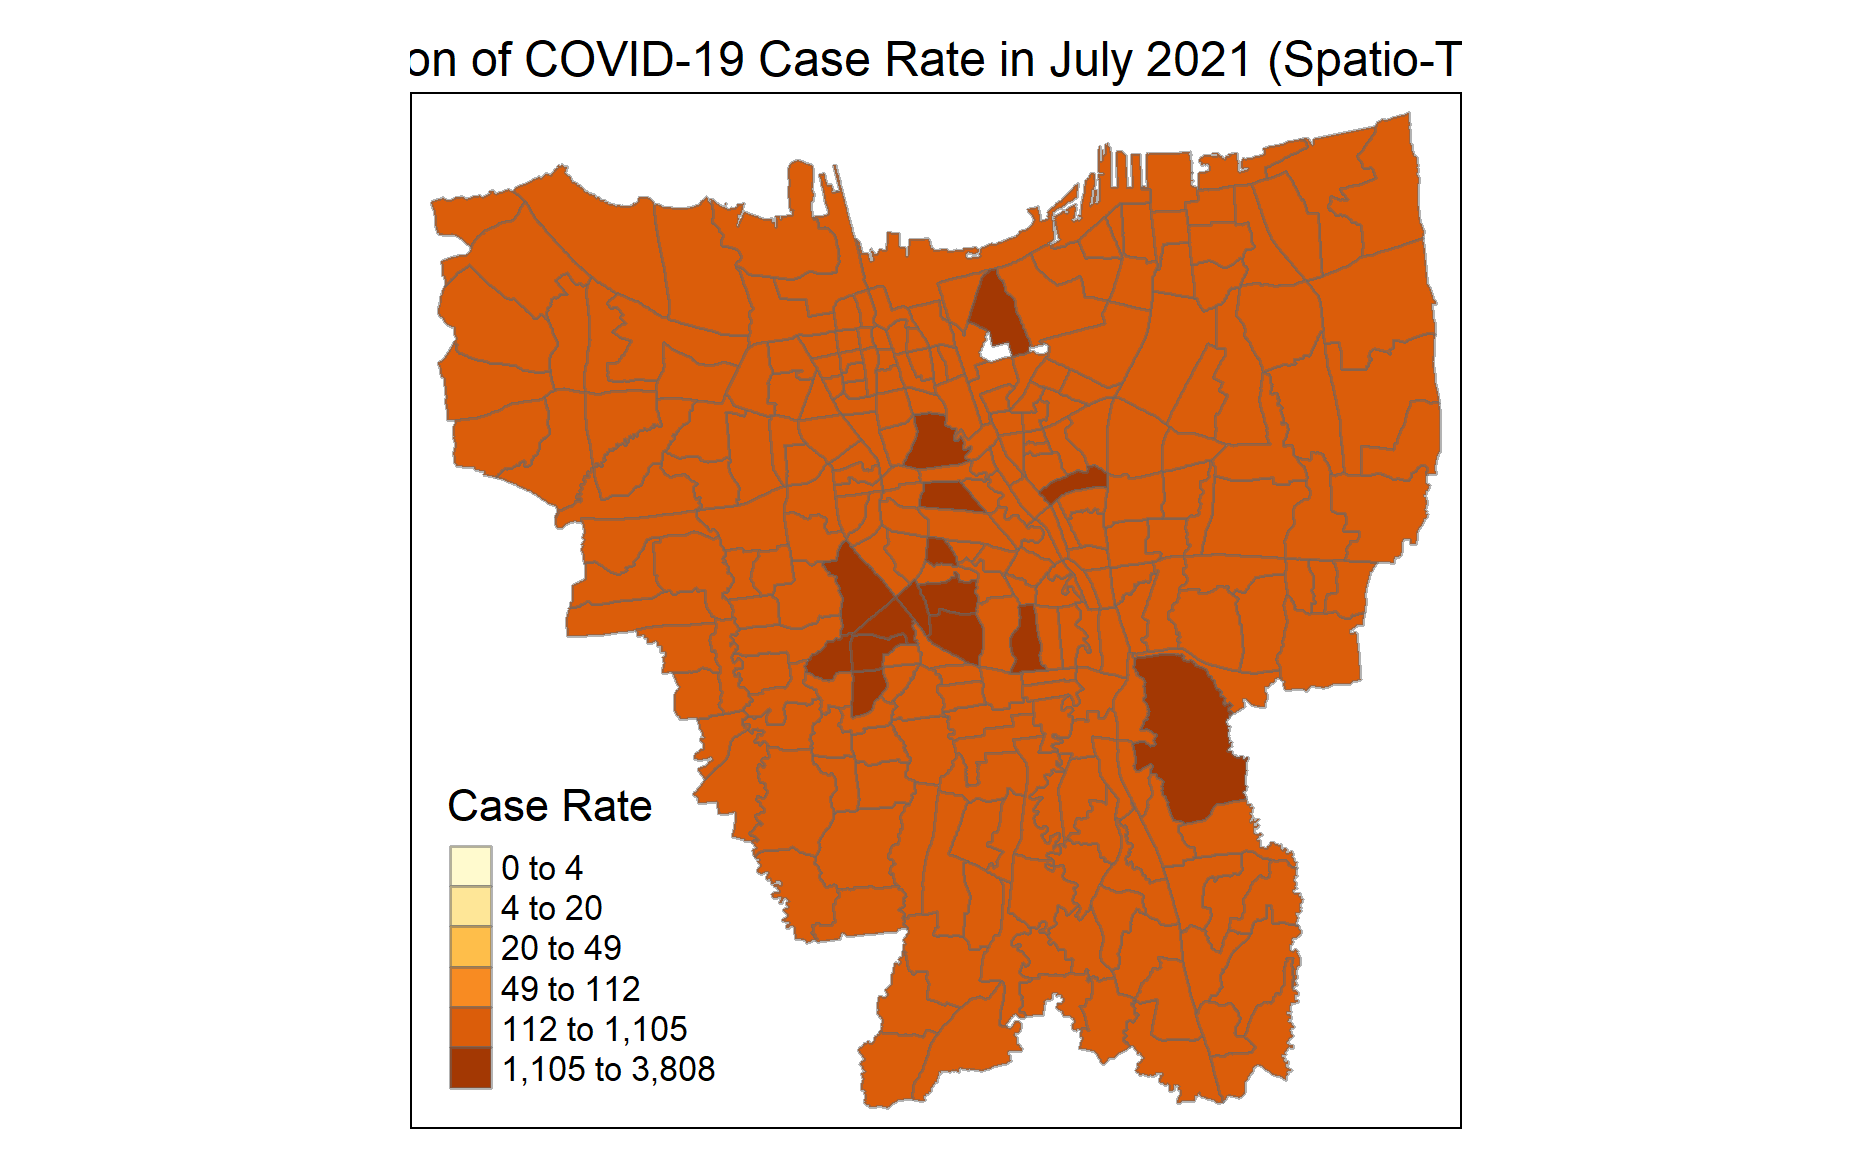 on of COVID-19 Case Rate in July 2021 (Spatio-T
Case Rate
0 to 4
4 to 20
20 to 49
49 to 112
112 to 1,105
1,105 to 3,808